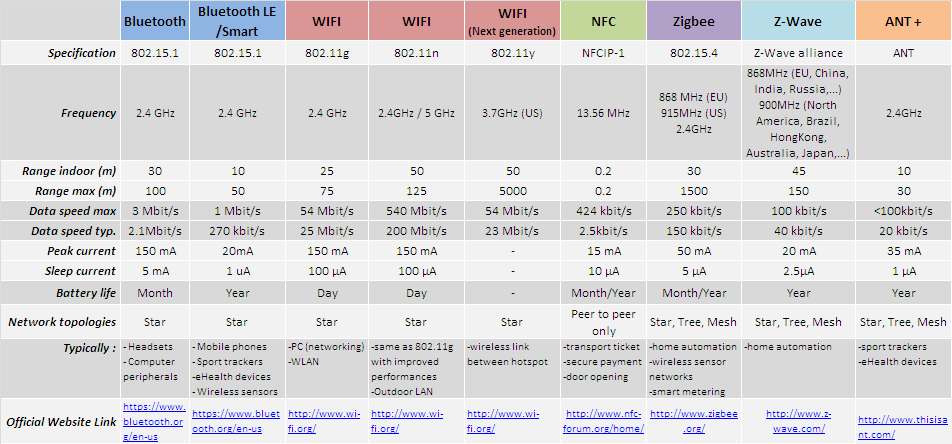 Bluetooth Bluetooth LE /Smart WIFI WIFI WIFI (Next generation) NFC Zigbee Z-Wave ANT +
Specification 802.15.1 802.15.1 802.11g 802.11n 802.11y NFCIP-1 802.15.4 Z-Wave alliance ANT
Frequency 2.4 GHz 2.4 GHz 2.4 GHz 2.4GHz / 5 GHz 3.7GHz (US) 13.56 MHz 868 MHz (EU) 915MHz (US) 2.4GHz 868MHz (EU, China, India, Russia,...) 900MHz (North America, Brazil, HongKong, Australia, Japan,...) 2.4GHz
Range indoor (m) 30 10 25 50 50 0.2 30 45 10
Range max (m) 100 50 75 125 5000 0.2 1500 150 30
Data speed max 3 Mbit/s 1 Mbit/s 54 Mbit/s 540 Mbit/s 54 Mbit/s 424 kbit/s 250 kbit/s 100 kbit/s <100kbit/s
Data speed typ. 2.1Mbit/s 270 kbit/s 25 Mbit/s 200 Mbit/s 23 Mbit/s 2.5kbit/s 150 kbit/s 40 kbit/s 20 kbit/s
Peak current 150 mA 20mA 150 mA 150 mA - 15 mA 50 mA 20 mA 35 mA
Sleep current 5 mA 1 uA 100 µA 100 µA - 10 µA 5 µA 2.5µA 1 µA
Battery life Month Year Day Day - Month/Year Month/Year Year Year
Network topologies Star Star Star Star Star Peer to peer only Star, Tree, Mesh Star, Tree, Mesh Star, Tree, Mesh
Typically : - Headsets - Computer peripherals - Mobile phones - Sport trackers - eHealth devices - Wireless sensors -PC (networking) -WLAN -same as 802.11g with improved performances -Outdoor LAN -wireless link between hotspot -transport ticket -secure payment -door opening -home automation -wireless sensor networks -smart metering -home automation -sport trackers -eHealth devices
Official Website Link https://www.bluetooth.org/en-us https://www.bluetooth.org/en-us http://www.wi-fi.org/ http://www.wi-fi.org/ http://www.wi-fi.org/ http://www.nfc-forum.org/home/ http://www.zigbee.org/ http://www.z-wave.com/ http://www.thisisant.com/